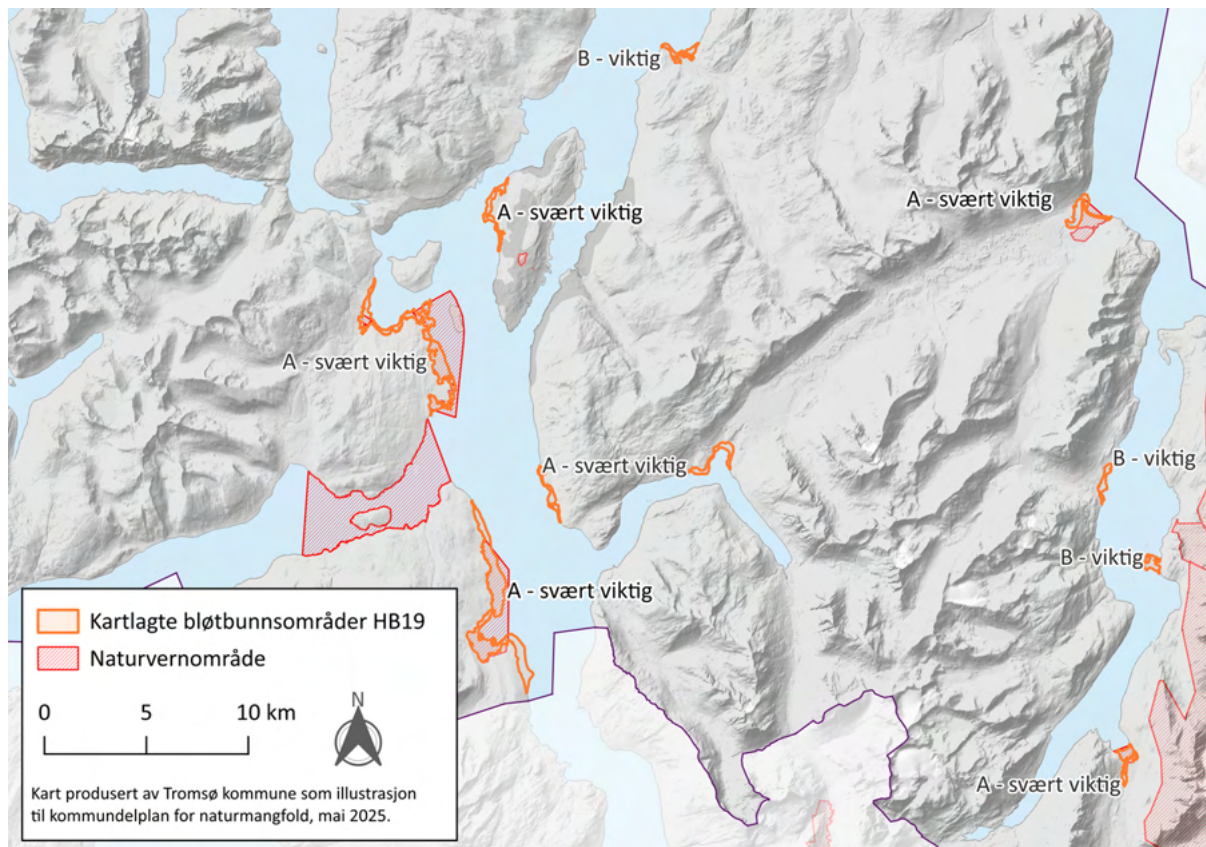 B - viktig
A - svært viktig
A - svært viktig
A - svært viktig
A - svært viktig
B - viktig
B - viktig
A - svært viktig
A - svært viktig
Kartlagte bløtbunnsområder HB19
Naturvernområde
0 5 10 km
N
Kart produsert av Tromsø kommune som illustrasjon
til kommundelplan for naturmangfold, mai 2025.